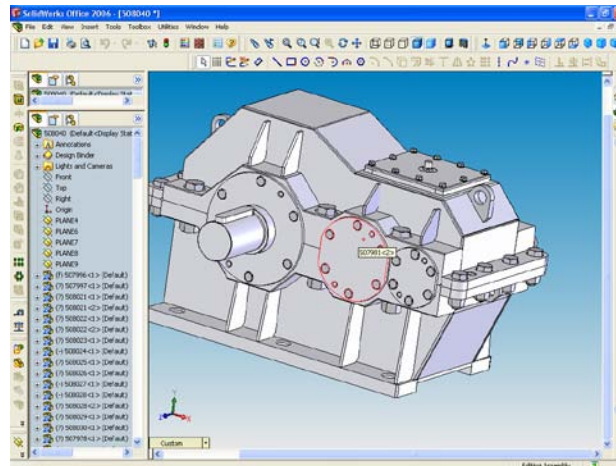 SolidWorks Office 2006 - [508040 *]
File Edit View Insert Tools Toolbox Utilities Window Help
508040 (Default<Display Stat
Annotations
Design Binder
Lights and Cameras
Front
Top
Right
Origin
PLANE4
PLANE6
PLANE7
PLANE8
PLANE9
(f) 507996<1> (Default)
(?) 507997<1> (Default)
(?) 508021<1> (Default)
(?) 508021<2> (Default)
(?) 508022<1> (Default)
(?) 508022<2> (Default)
(?) 508023<1> (Default)
(-) 508024<1> (Default)
(?) 508025<1> (Default)
(?) 508026<1> (Default)
(-) 508027<1> (Default)
(-) 508028<1> (Default)
(?) 508028<2> (Default)
(?) 508029<1> (Default)
(?) 508030<1> (Default)
(?) 507978<1> (Default)
507981<2>
Custom
Editing Assembly